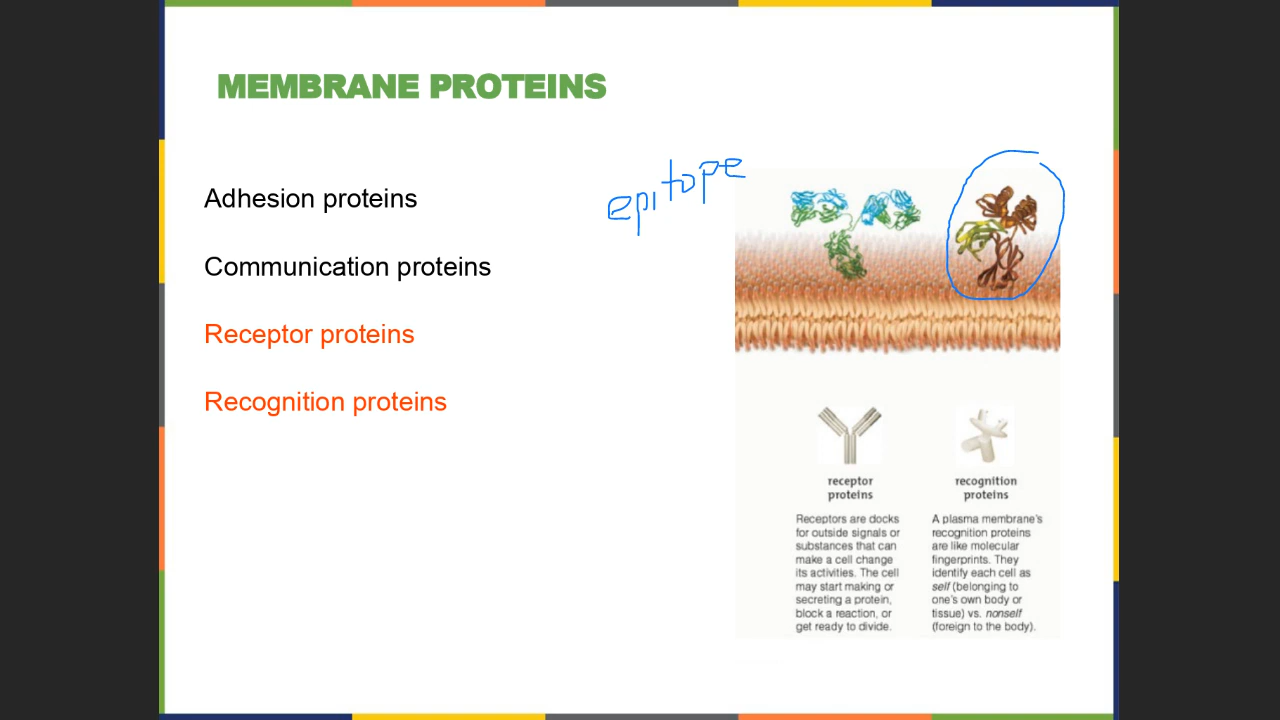 MEMBRANE PROTEINS
epitope
Adhesion proteins
Communication proteins
Receptor proteins
Recognition proteins
receptor
proteins
Receptors are docks
for outside signals or
substances that can
make a cell change
its activities. The cell
may start making or
secreting a protein,
block a reaction, or
get ready to divide.
recognition
proteins
A plasma membrane's
recognition proteins
are like molecular
fingerprints. They
identify each cell as
self (belonging to
one's own body or
tissue) vs. nonself
(foreign to the body).